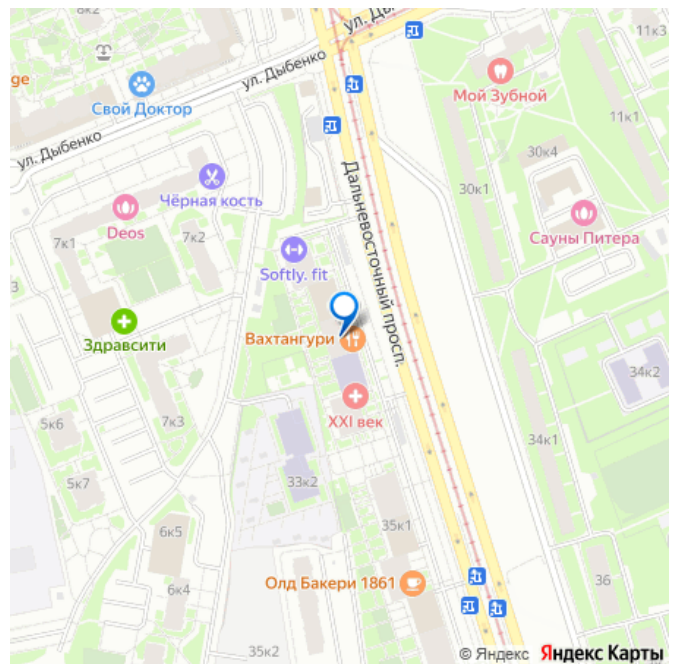 8к2
ул. Дыбенко
11к3
ge
ул. Дыбенко
Мой Зубной
Свой Доктор
11к1
ул. Дыбенко
30к4
Дальневосточный просп.
30к1
Чёрная кость
Deos
7к2
7к1
Сауны Питера
Softly. fit
3
Вахтангури
Здравсити
34к2
XXI век
5к6
7к3
34к1
5к7
33к2
35к1
6к5
Олд Бакери 1861
6к4
36
35к2
© Яндекс Яндекс Карты